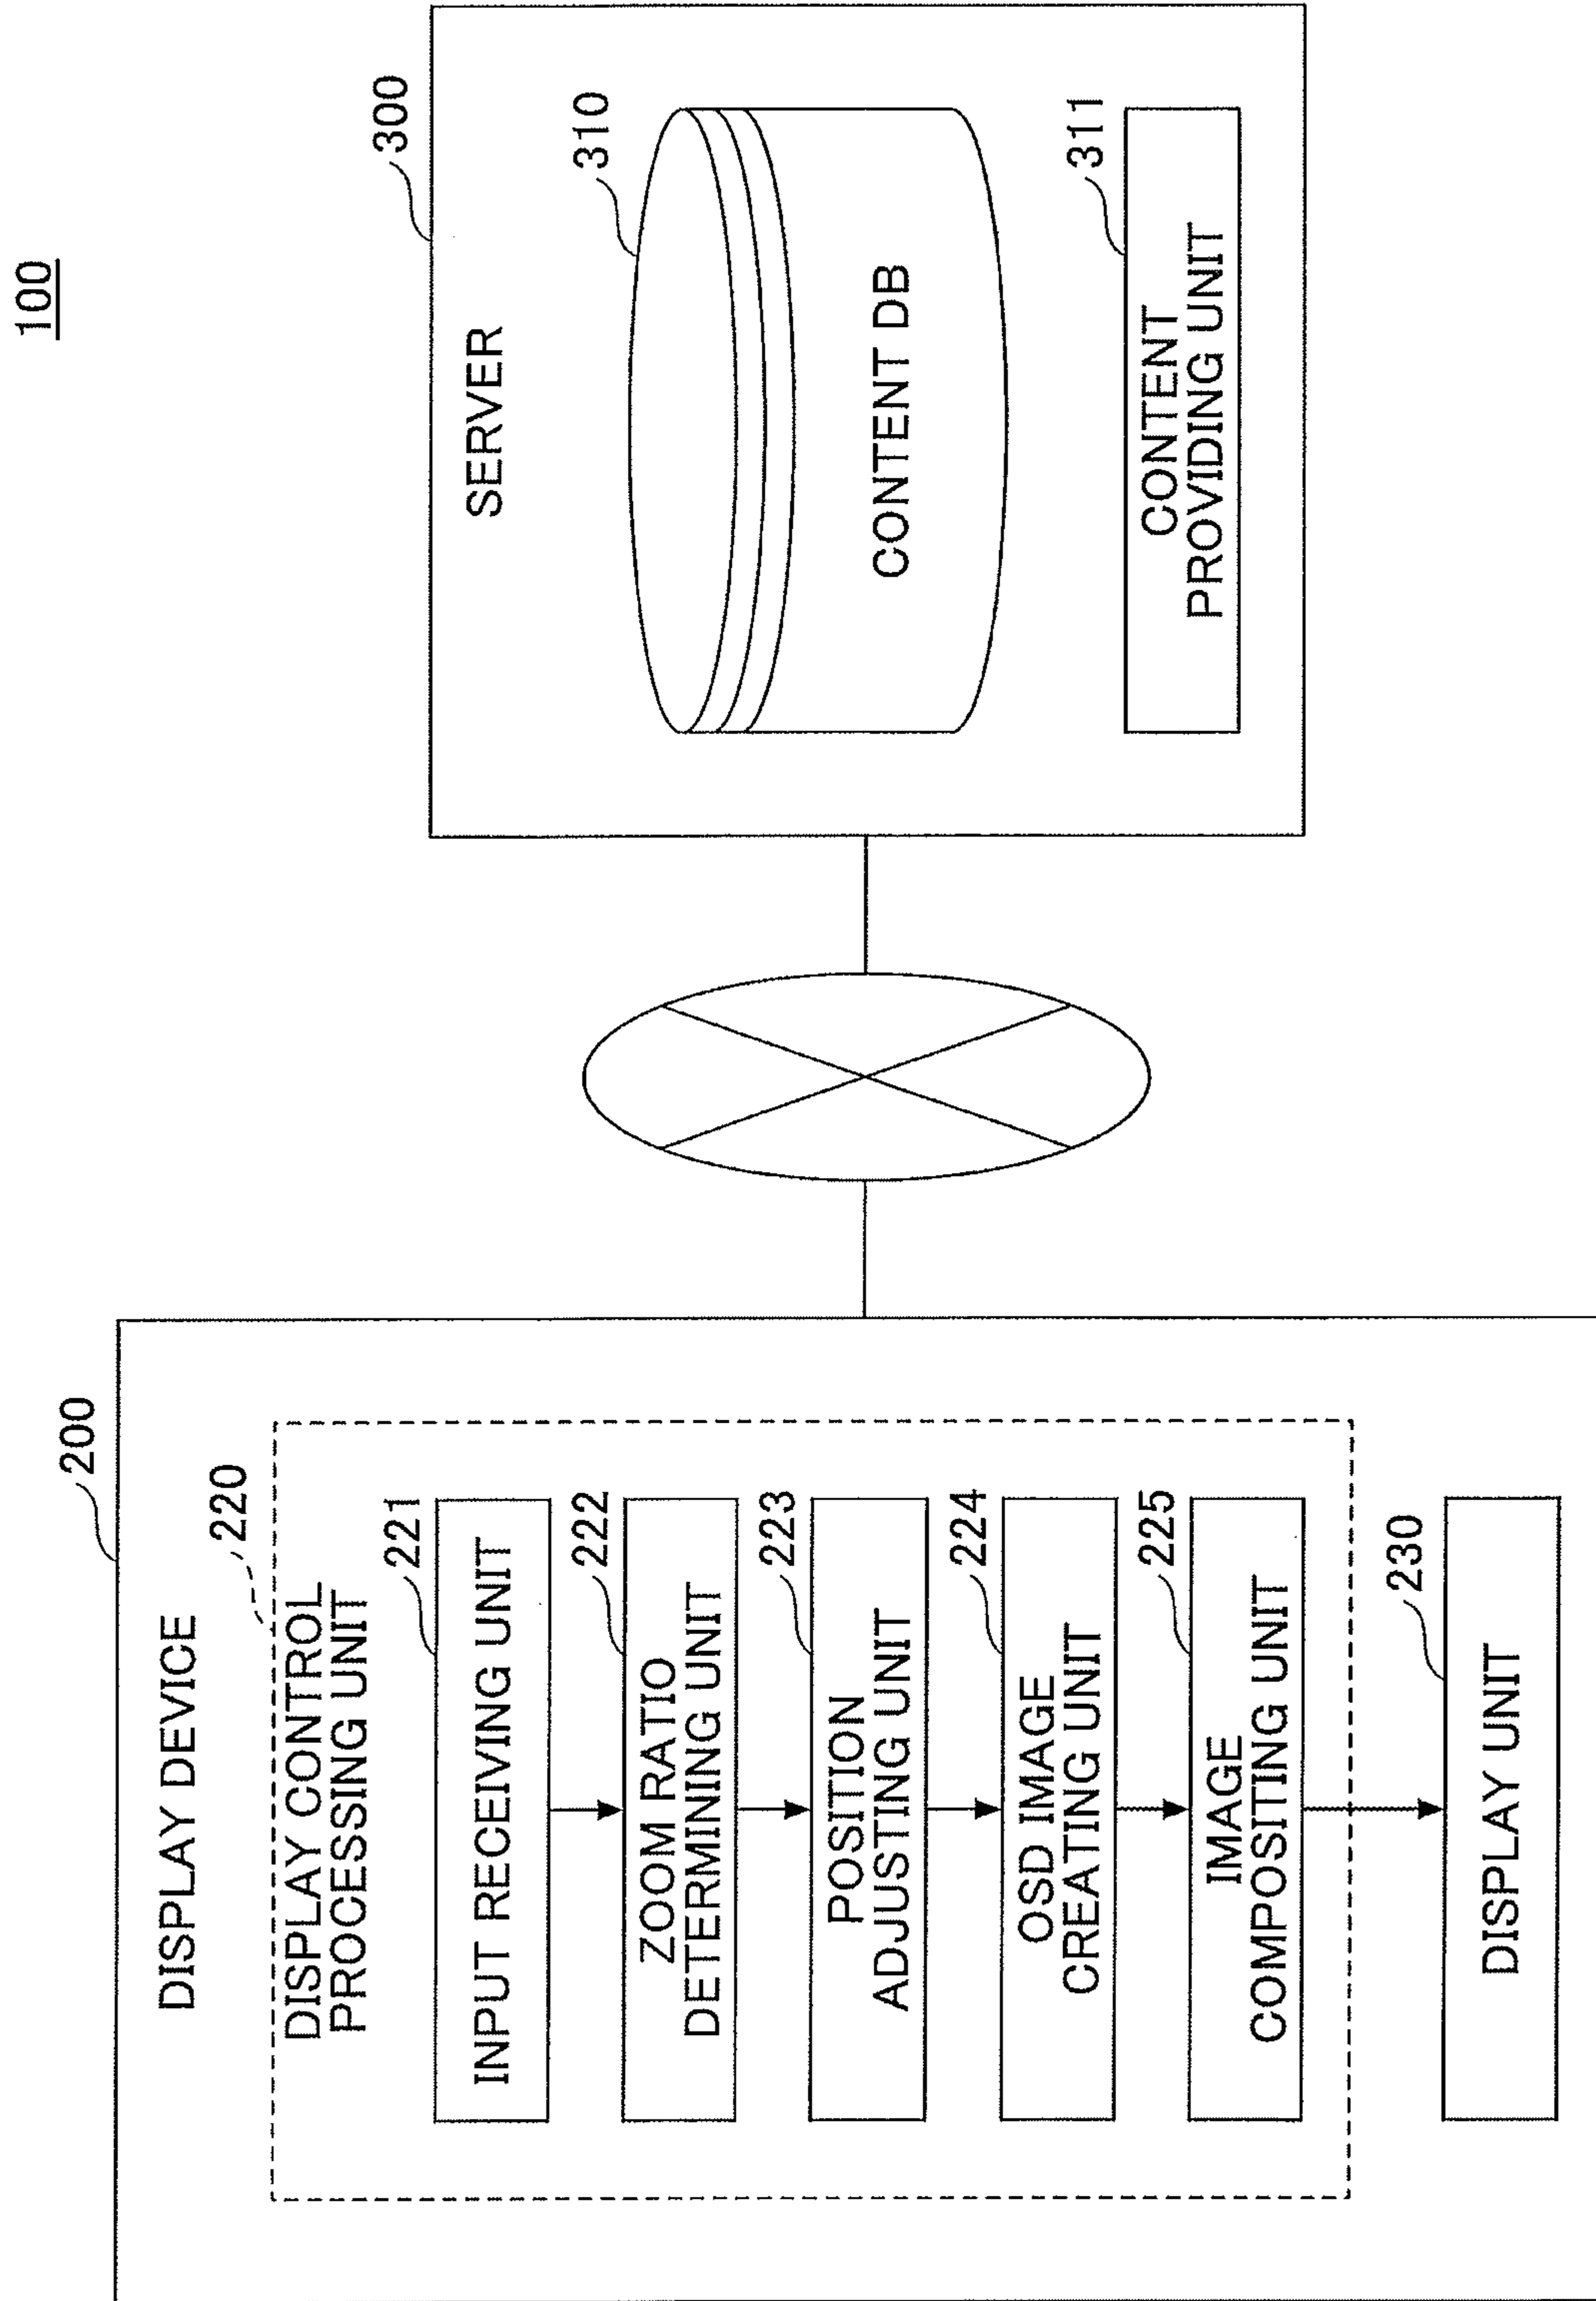 100
200
DISPLAY DEVICE
220
DISPLAY CONTROL
PROCESSING UNIT
221
INPUT RECEIVING UNIT
222
ZOOM RATIO
DETERMINING UNIT
223
POSITION
ADJUSTING UNIT
224
OSD IMAGE
CREATING UNIT
225
IMAGE
COMPOSITING UNIT
230
DISPLAY UNIT
300
SERVER
310
CONTENT DB
311
CONTENT
PROVIDING UNIT